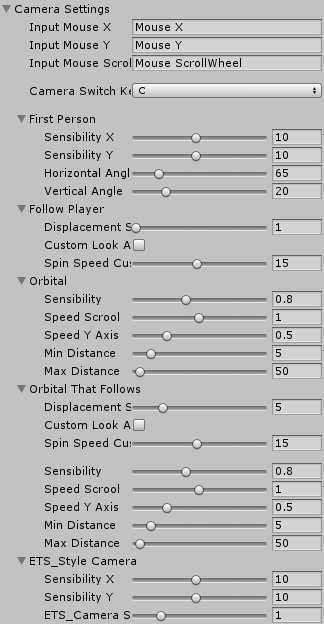 Camera Settings
Input Mouse X Mouse X
Input Mouse Y Mouse Y
Input Mouse Scrol Mouse ScrollWheel
Camera Switch Ke C
First Person
Sensibility X 10
Sensibility Y 10
Horizontal Angl 65
Vertical Angle 20
Follow Player
Displacement S 1
Custom Look A
Spin Speed Cus 15
Orbital
Sensibility 0.8
Speed Scrool 1
Speed Y Axis 0.5
Min Distance 5
Max Distance 50
Orbital That Follows
Displacement S 5
Custom Look A
Spin Speed Cus 15
Sensibility 0.8
Speed Scrool 1
Speed Y Axis 0.5
Min Distance 5
Max Distance 50
ETS_Style Camera
Sensibility X 10
Sensibility Y 10
ETS_Camera S 1